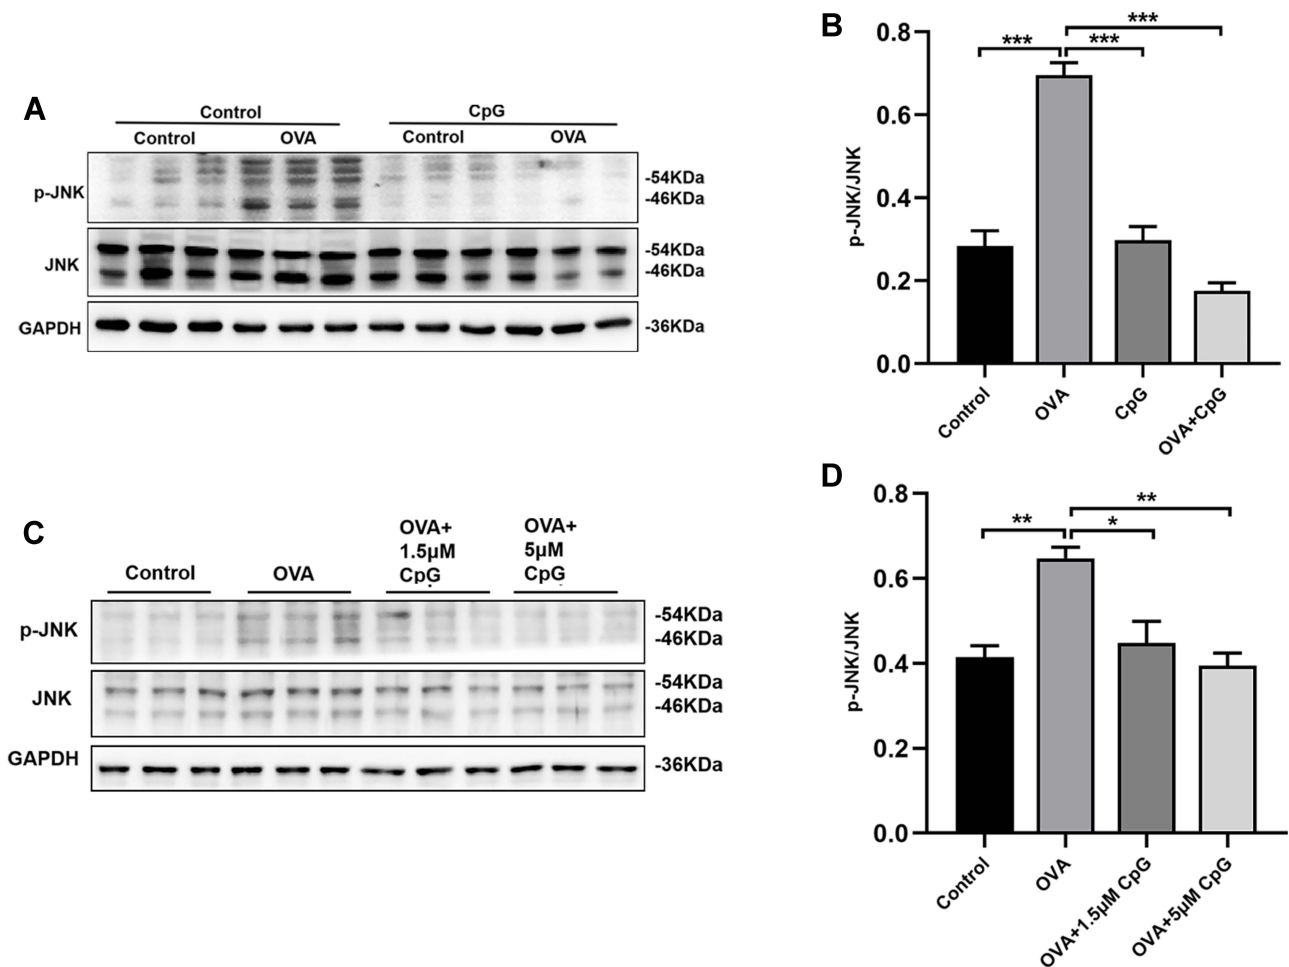 A
Control
CpG
Control
OVA
Control
OVA
p-JNK
-54KDa
-46KDa
JNK
-54KDa
-46KDa
GAPDH
-36KDa
B
p-JNK/JNK
0.8
0.6
0.4
0.2
0.0
***
***
***
Control
OVA
CpG
OVA+CpG
C
Control
OVA
OVA+
1.5μM
CpG
OVA+
5μM
CpG
p-JNK
-54KDa
-46KDa
JNK
-54KDa
-46KDa
GAPDH
-36KDa
D
p-JNK/JNK
0.8
0.6
0.4
0.2
0.0
**
*
**
Control
OVA
OVA+1.5μM CpG
OVA+5μM CpG